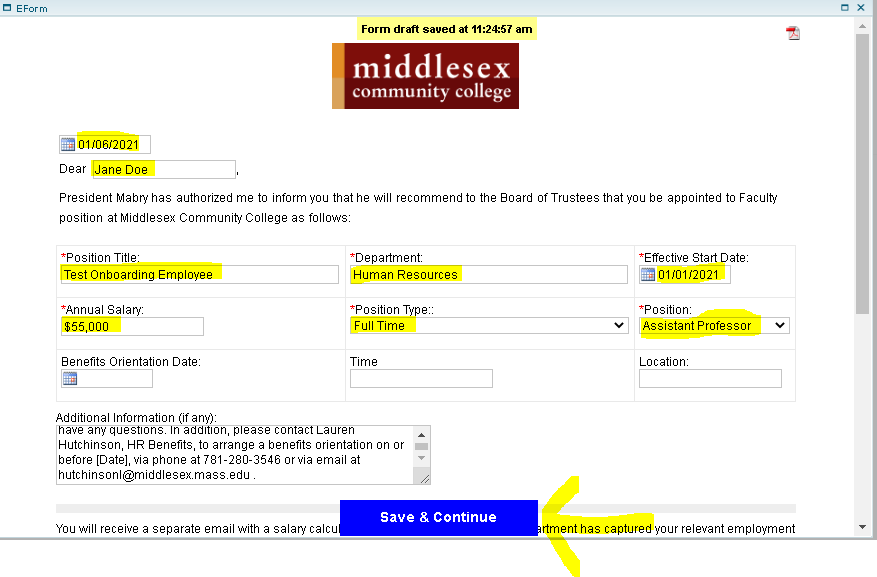 EForm
Form draft saved at 11:24:57 am
middlesex
community college
01/06/2021
Dear Jane Doe,
President Mabry has authorized me to inform you that he will recommend to the Board of Trustees that you be appointed to Faculty
position at Middlesex Community College as follows:
*Position Title: *Department: *Effective Start Date:
Test Onboarding Employee Human Resources 01/01/2021
*Annual Salary: *Position Type:: *Position:
$55,000 Full Time Assistant Professor
Benefits Orientation Date: Time Location:
Additional Information (if any):
have any questions. In addition, please contact Lauren
Hutchinson, HR Benefits, to arrange a benefits orientation on or
before [Date], via phone at 781-280-3546 or via email at
hutchinsonl@middlesex.mass.edu .
Save & Continue
You will receive a separate email with a salary calcu artment has captured your relevant employment